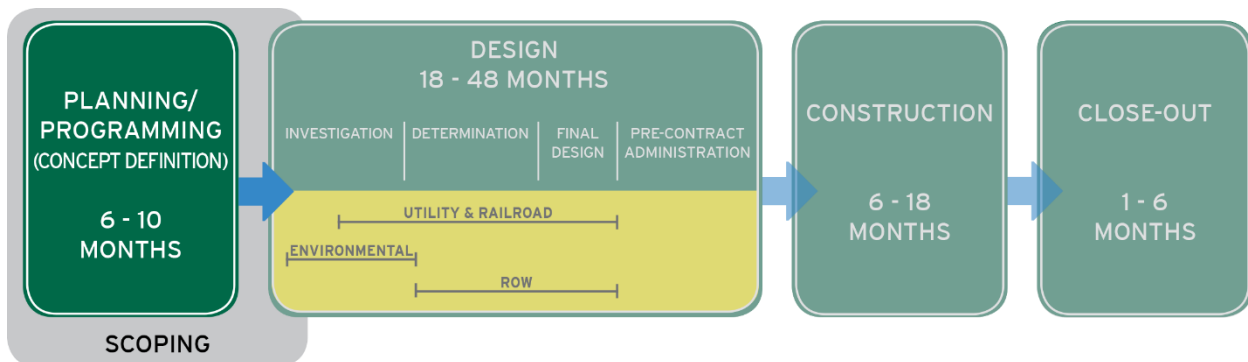 PLANNING/
PROGRAMMING
(CONCEPT DEFINITION)
6 - 10
MONTHS
SCOPING
DESIGN
18 - 48 MONTHS
INVESTIGATION
DETERMINATION
FINAL
DESIGN
PRE-CONTRACT
ADMINISTRATION
UTILITY & RAILROAD
ENVIRONMENTAL
ROW
CONSTRUCTION
6 - 18
MONTHS
CLOSE-OUT
1 - 6
MONTHS